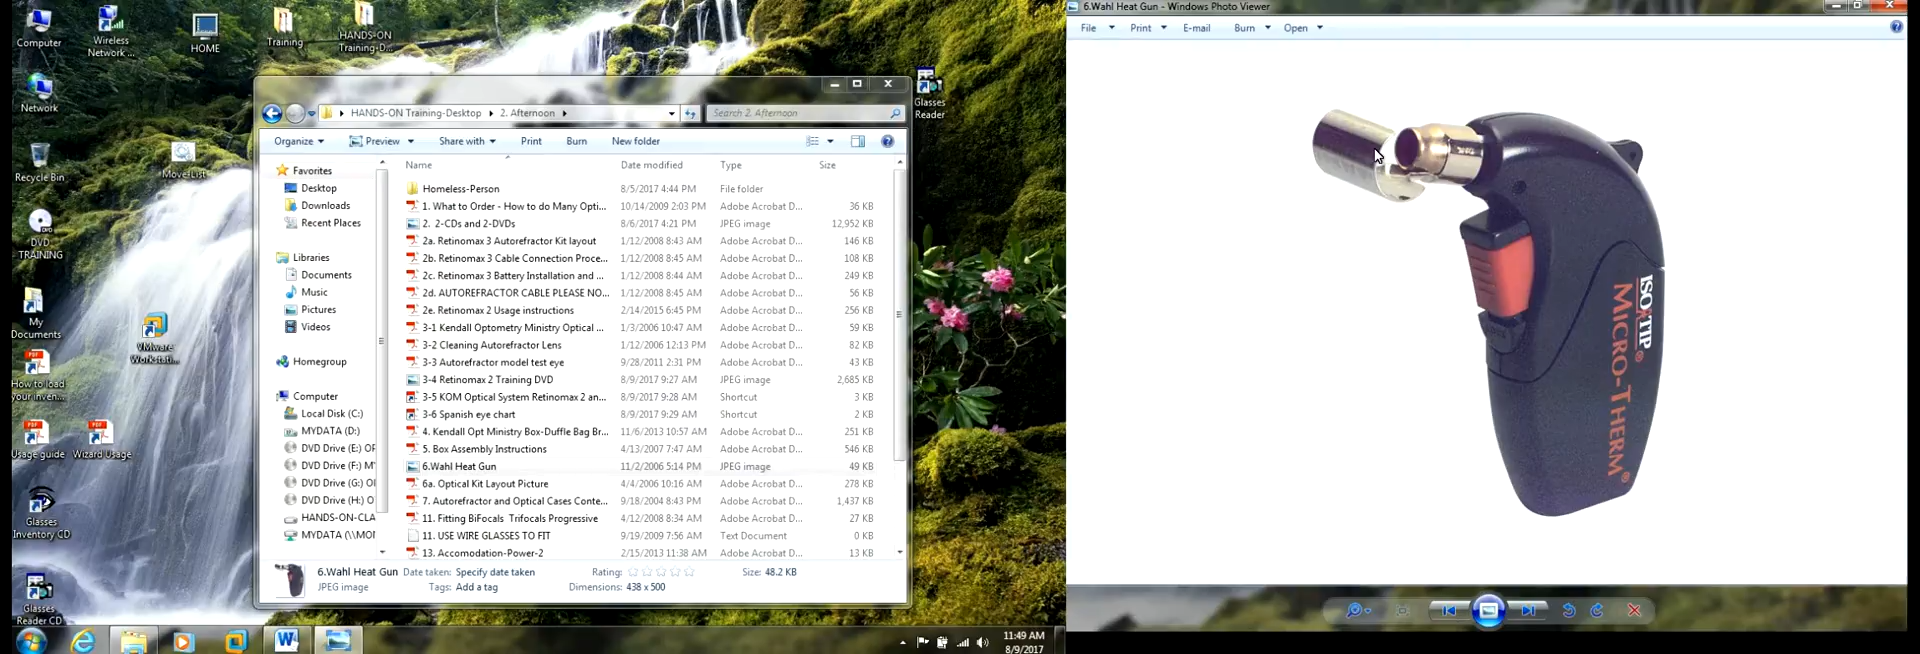 Computer
Wireless
Network ...
HOME
Training
HANDS-ON
Training-D...
Network
Recycle Bin
Move-List
DVD
TRAINING
My
Documents
VMware
Workstati...
How to load
your inven...
Usage guide
Wizard Usage
Glasses
Inventory CD
Glasses
Reader CD
Glasses
Reader
HANDS-ON Training-Desktop
2. Afternoon
Search 2. Afternoon
Organize
Preview
Share with
Print
Burn
New folder
Favorites
Desktop
Downloads
Recent Places
Libraries
Documents
Music
Pictures
Videos
Homegroup
Computer
Local Disk (C:)
MYDATA (D:)
DVD Drive (E:) OP
DVD Drive (F:) M
DVD Drive (G:) O
DVD Drive (H:) O
HANDS-ON-CLA
MYDATA (\\MO
Name Date modified Type Size
Homeless-Person 8/5/2017 4:44 PM File folder
1. What to Order - How to do Many Opti... 10/14/2009 2:03 PM Adobe Acrobat D... 36 KB
2. 2-CDs and 2-DVDs 8/6/2017 4:21 PM JPEG image 12,952 KB
2a. Retinomax 3 Autorefractor Kit layout 1/12/2008 8:43 AM Adobe Acrobat D... 146 KB
2b. Retinomax 3 Cable Connection Proce... 1/12/2008 8:45 AM Adobe Acrobat D... 108 KB
2c. Retinomax 3 Battery Installation and ... 1/12/2008 8:44 AM Adobe Acrobat D... 249 KB
2d. AUTOREFRACTOR CABLE PLEASE NO... 1/12/2008 8:45 AM Adobe Acrobat D... 56 KB
2e. Retinomax 2 Usage instructions 2/14/2015 6:45 PM Adobe Acrobat D... 256 KB
3-1 Kendall Optometry Ministry Optical ... 1/3/2006 10:47 AM Adobe Acrobat D... 59 KB
3-2 Cleaning Autorefractor Lens 1/12/2006 12:13 PM Adobe Acrobat D... 82 KB
3-3 Autorefractor model test eye 9/28/2011 2:31 PM Adobe Acrobat D... 43 KB
3-4 Retinomax 2 Training DVD 8/9/2017 9:27 AM JPEG image 2,685 KB
3-5 KOM Optical System Retinomax 2 an... 8/9/2017 9:28 AM Shortcut 3 KB
3-6 Spanish eye chart 8/9/2017 9:29 AM Shortcut 2 KB
4. Kendall Opt Ministry Box-Duffle Bag Br... 11/6/2013 10:57 AM Adobe Acrobat D... 251 KB
5. Box Assembly Instructions 4/13/2007 7:47 AM Adobe Acrobat D... 546 KB
6.Wahl Heat Gun 11/2/2006 5:14 PM JPEG image 49 KB
6a. Optical Kit Layout Picture 4/4/2006 10:16 AM Adobe Acrobat D... 278 KB
7. Autorefractor and Optical Cases Conte... 9/18/2004 8:43 PM Adobe Acrobat D... 1,437 KB
11. Fitting BiFocals Trifocals Progressive 4/12/2008 8:34 AM Adobe Acrobat D... 27 KB
11. USE WIRE GLASSES TO FIT 9/19/2009 7:56 AM Text Document 0 KB
13. Accomodation-Power-2 2/15/2013 11:38 AM Adobe Acrobat D... 13 KB
6.Wahl Heat Gun Date taken: Specify date taken Rating: Size: 48.2 KB
JPEG image Tags: Add a tag Dimensions: 438 x 500
11:49 AM
8/9/2017
6.Wahl Heat Gun - Windows Photo Viewer
File Print E-mail Burn Open
ISO•TIP®
MICRO-THERM®